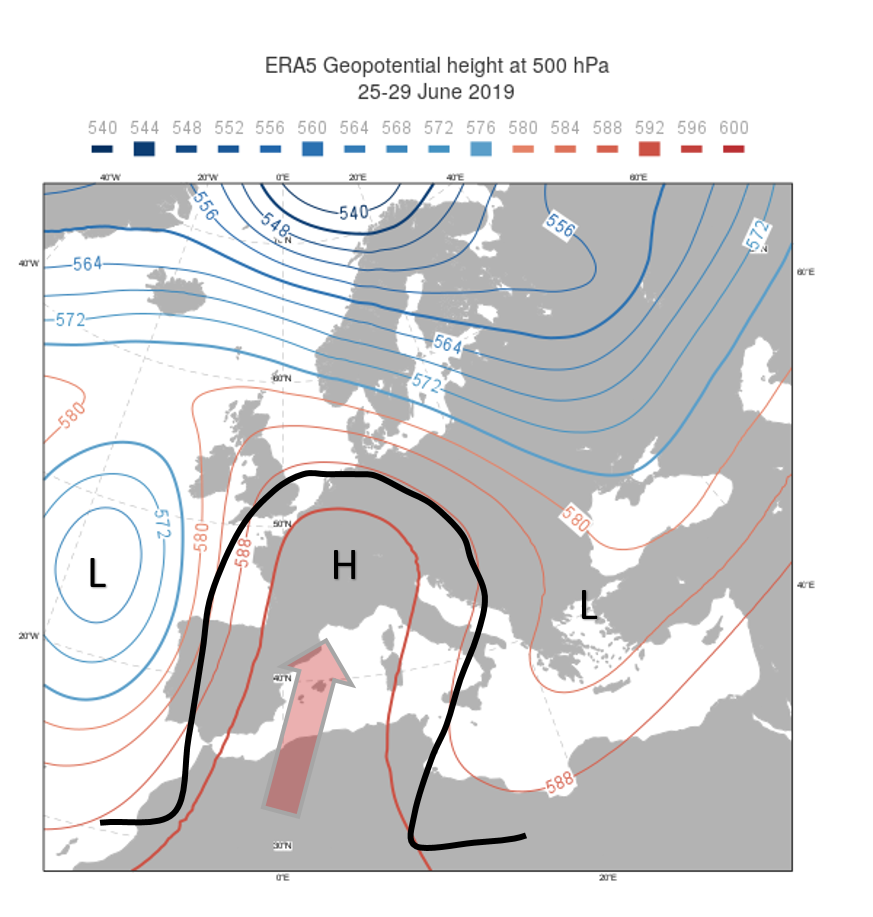 ERA5 Geopotential height at 500 hPa
25-29 June 2019
540 544 548 552 556 560 564 568 572 576 580 584 588 592 596 600
40°W 20°W 0°E 20°E 40°E 60°E
556 548 540 556 572
40°W 564 60°E
572 564
60°N 572
580
572 580 50°N 580
588
L H L 40°E
20°W
40°N
588
30°N
0°E 20°E